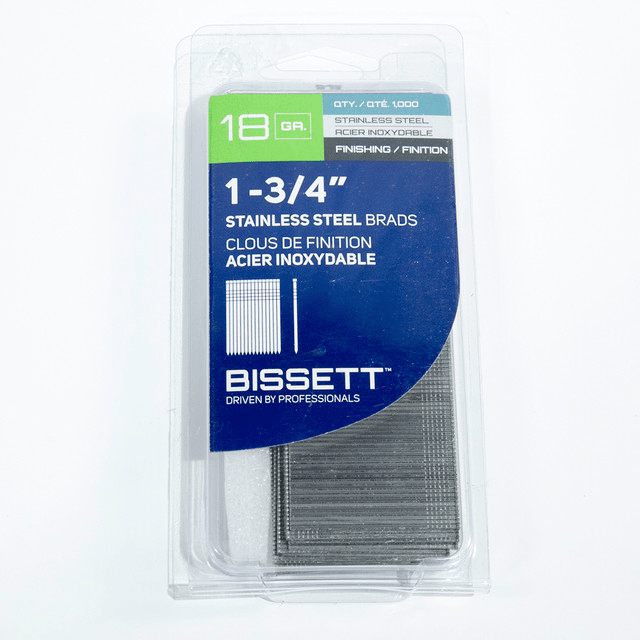 18 GA.
QTY. / QTÉ. 1,000
STAINLESS STEEL
ACIER INOXYDABLE
FINISHING / FINITION
1-3/4"
STAINLESS STEEL BRADS
CLOUS DE FINITION
ACIER INOXYDABLE
BISSETT™
DRIVEN BY PROFESSIONALS